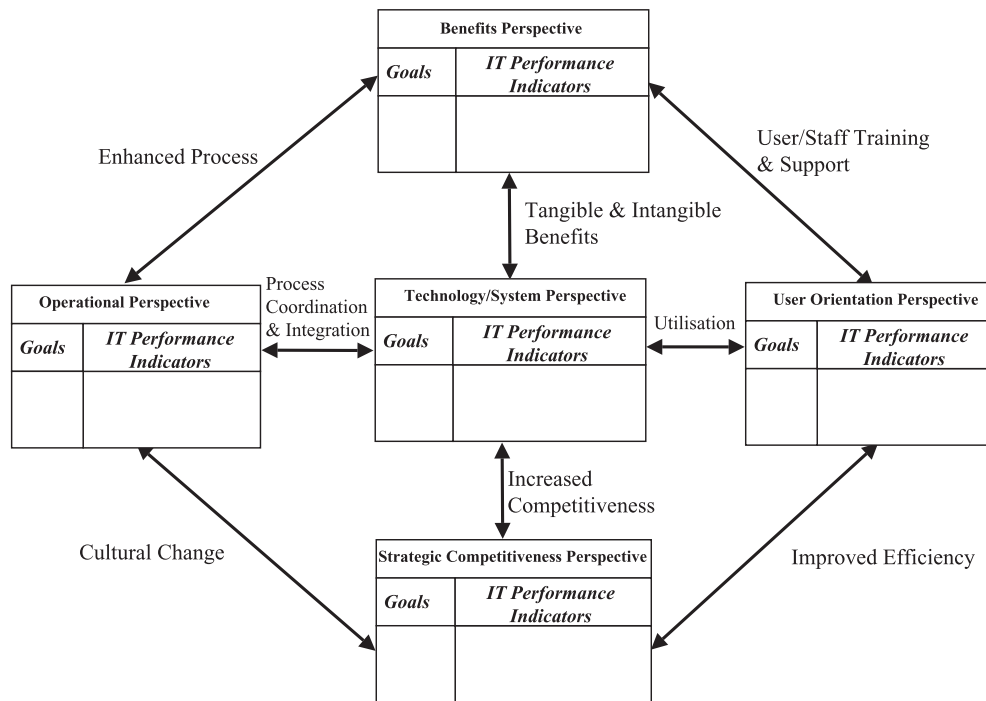 Benefits Perspective
Goals
IT Performance
Indicators
Enhanced Process
User/Staff Training
& Support
Tangible & Intangible
Benefits
Operational Perspective
Goals
IT Performance
Indicators
Process
Coordination
& Integration
Technology/System Perspective
Goals
IT Performance
Indicators
Utilisation
User Orientation Perspective
Goals
IT Performance
Indicators
Increased
Competitiveness
Cultural Change
Improved Efficiency
Strategic Competitiveness Perspective
Goals
IT Performance
Indicators